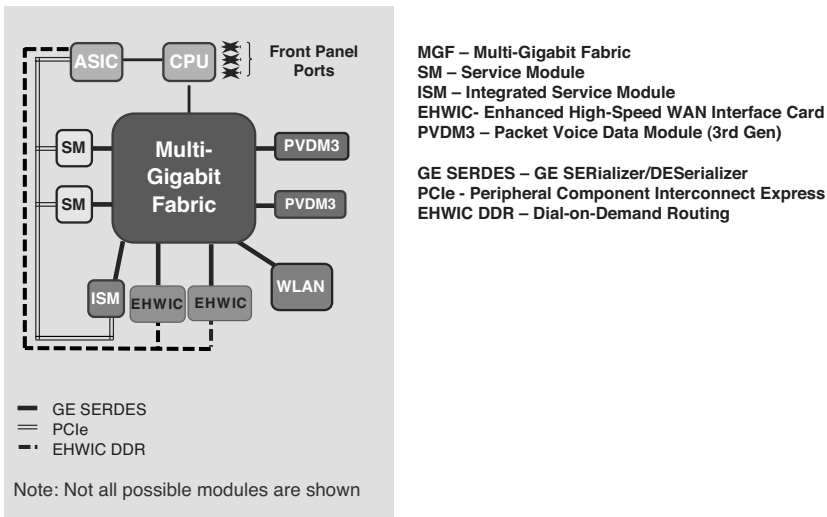 ASIC
CPU
Front Panel
Ports
SM
SM
Multi-
Gigabit
Fabric
PVDM3
PVDM3
ISM
EHWIC
EHWIC
WLAN
GE SERDES
PCIe
EHWIC DDR
Note: Not all possible modules are shown
MGF – Multi-Gigabit Fabric
SM – Service Module
ISM – Integrated Service Module
EHWIC- Enhanced High-Speed WAN Interface Card
PVDM3 – Packet Voice Data Module (3rd Gen)
GE SERDES – GE SERializer/DESerializer
PCIe - Peripheral Component Interconnect Express
EHWIC DDR – Dial-on-Demand Routing